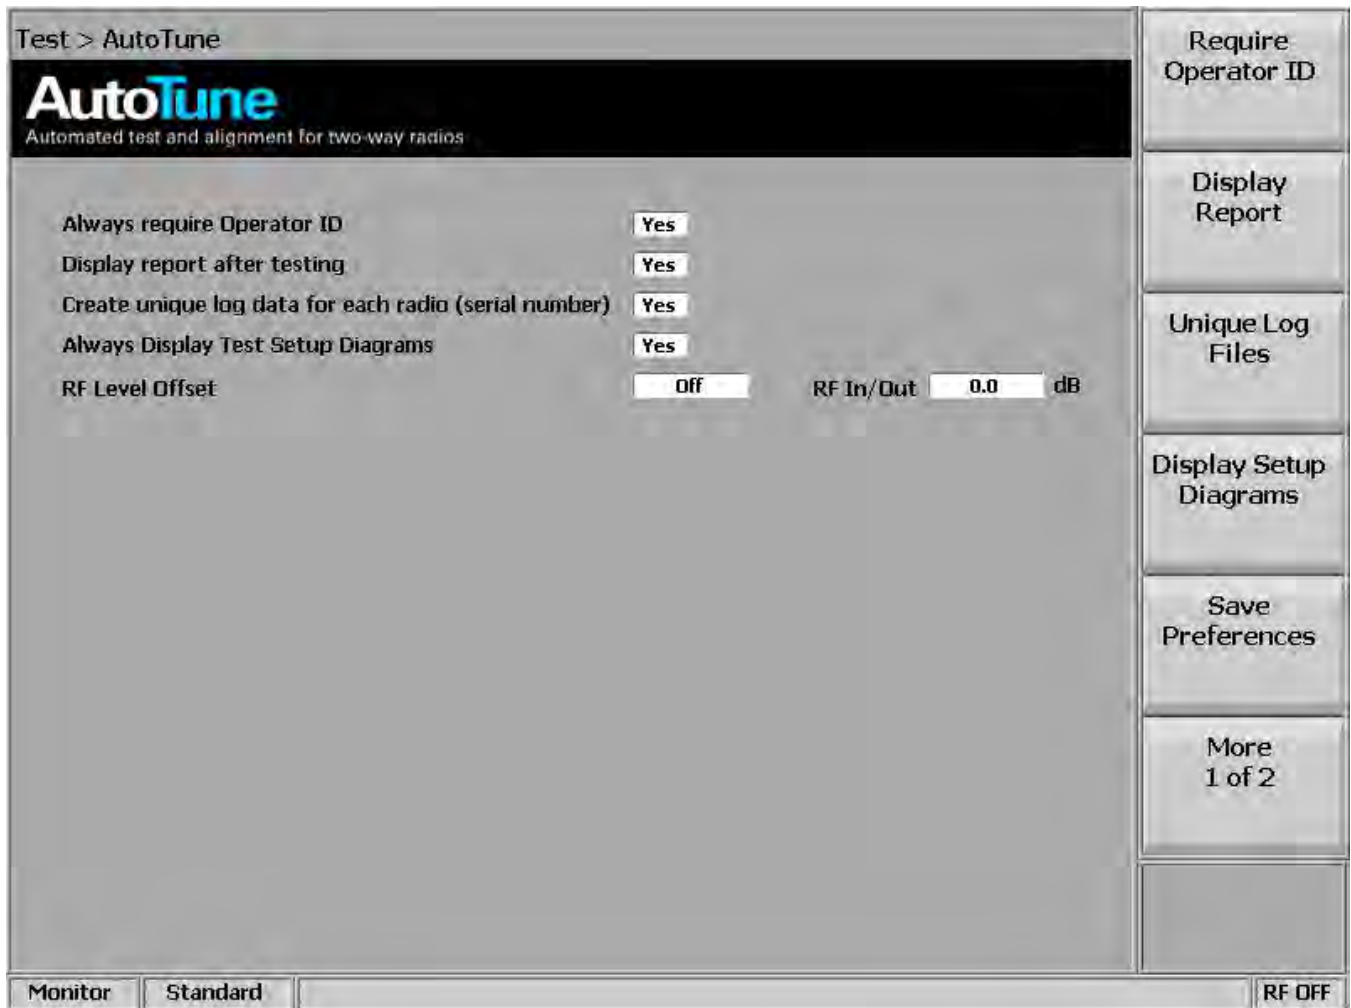 Test > AutoTune
AutoTune
Automated test and alignment for two-way radios
Always require Operator ID Yes
Display report after testing Yes
Create unique log data for each radio (serial number) Yes
Always Display Test Setup Diagrams Yes
RF Level Offset Off RF In/Out 0.0 dB
Require
Operator ID
Display
Report
Unique Log
Files
Display Setup
Diagrams
Save
Preferences
More
1 of 2
Monitor Standard RF OFF